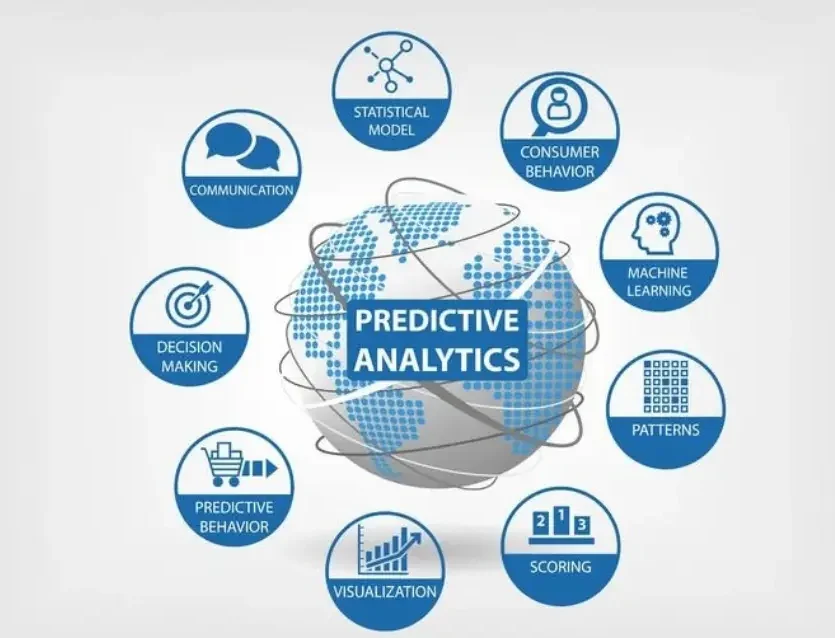 STATISTICAL
MODEL
CONSUMER
BEHAVIOR
COMMUNICATION
MACHINE
LEARNING
PREDICTIVE
ANALYTICS
DECISION
MAKING
PATTERNS
PREDICTIVE
BEHAVIOR
2 1 3
SCORING
VISUALIZATION